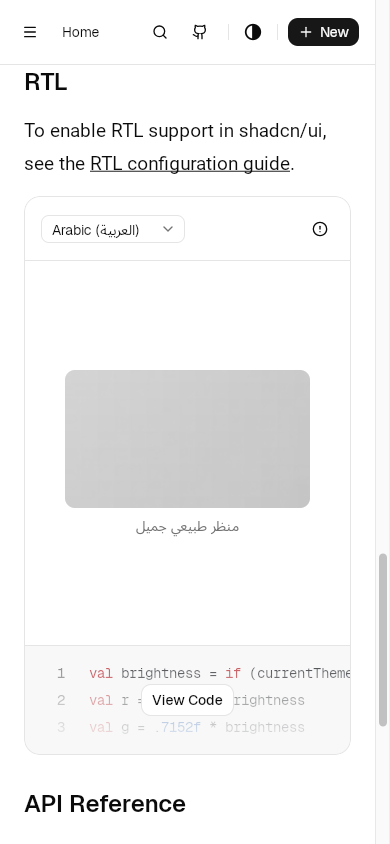 Home
New
RTL
To enable RTL support in shadcn/ui,
see the RTL configuration guide.
Arabic (العربية)
منظر طبيعي جميل
1 val brightness = if (currentTheme
2 val r = rightness
3 val g = .7152f * brightness
View Code
API Reference